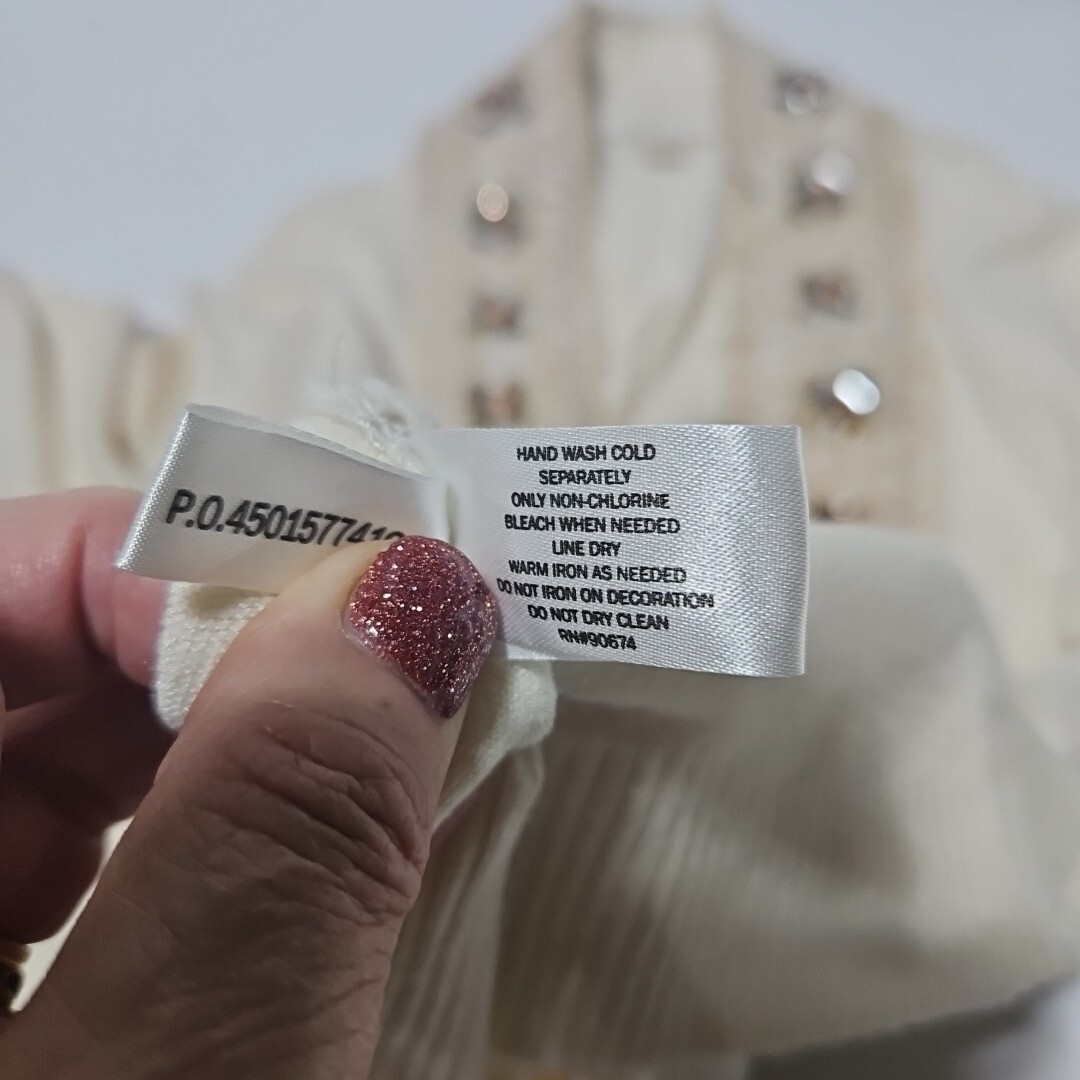 P.O.450157741
HAND WASH COLD
SEPARATELY
ONLY NON-CHLORINE
BLEACH WHEN NEEDED
LINE DRY
WARM IRON AS NEEDED
DO NOT IRON ON DECORATION
DO NOT DRY CLEAN
RN#90674